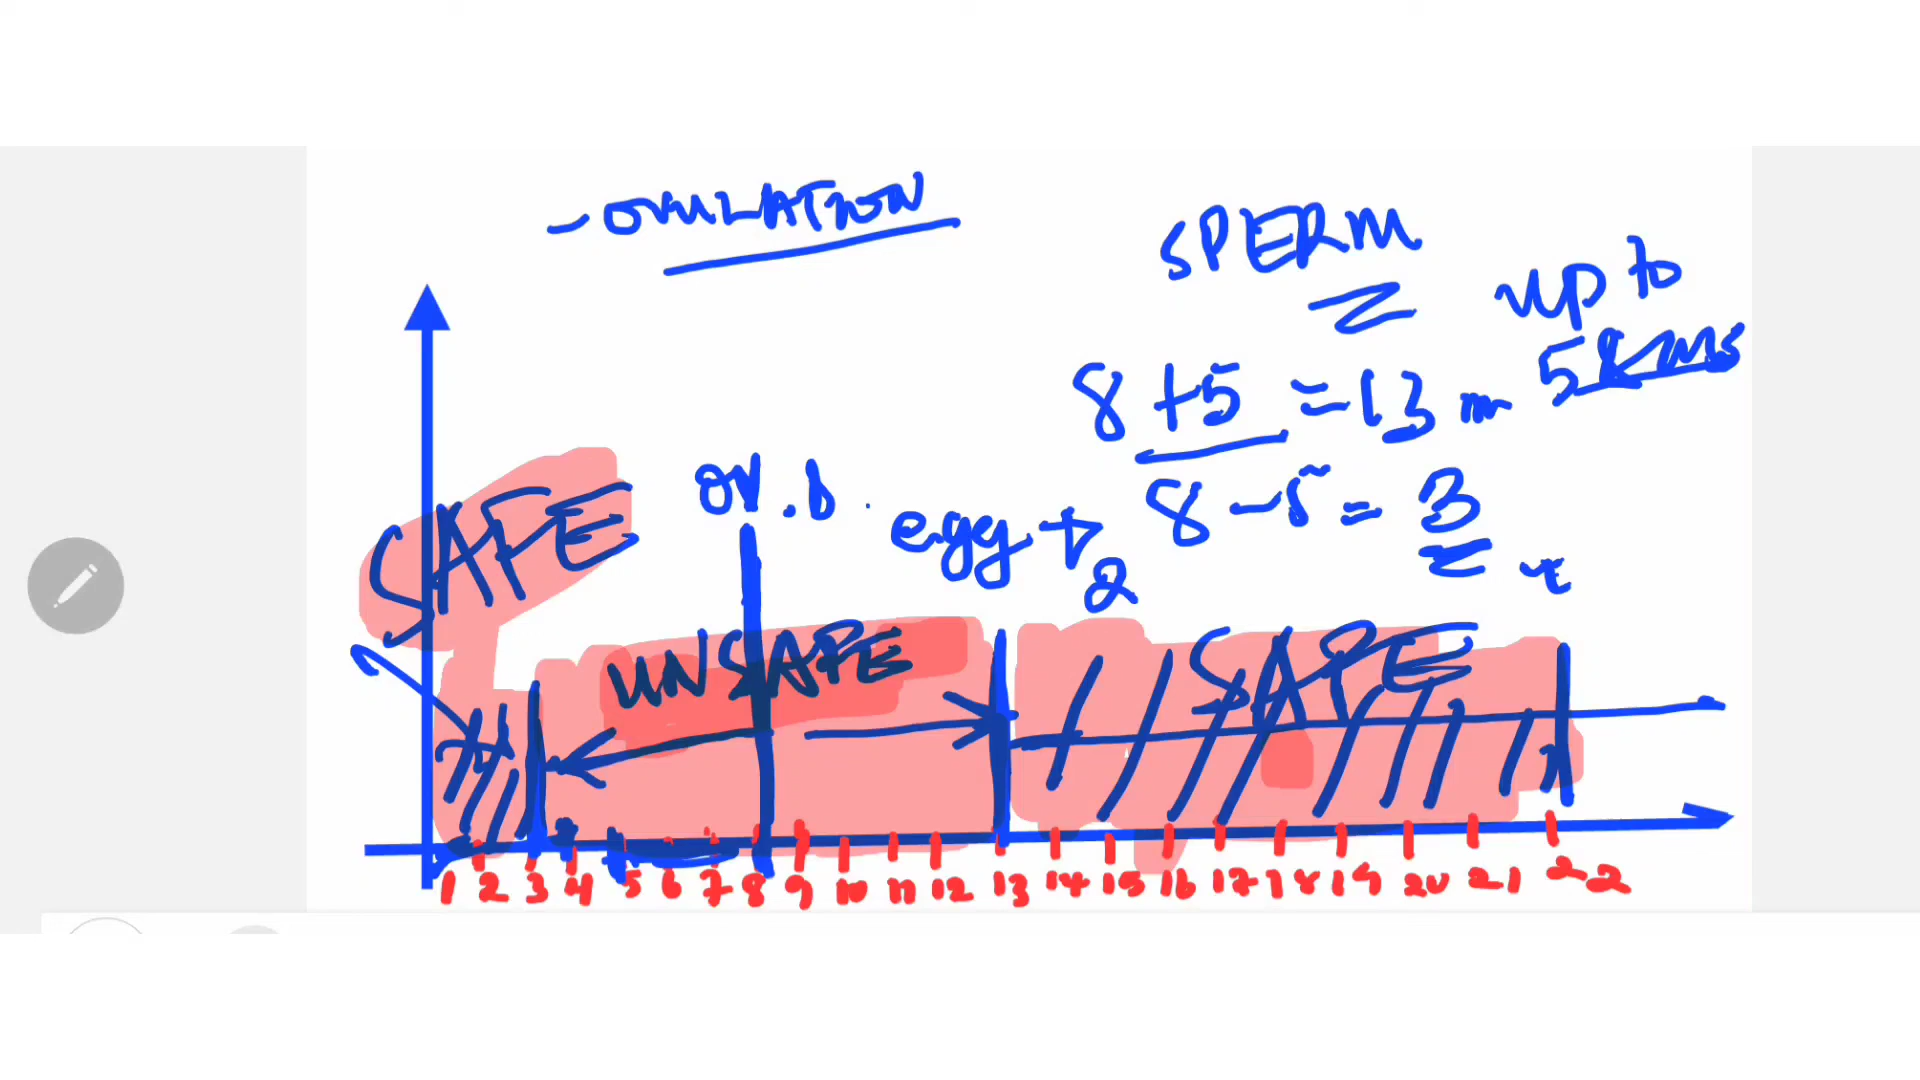 - OVULATION
SPERM
up to
5
8 + 5 = 13
8 - 5 = 3
SAFE
OV.D.
egg
2
UNSAFE
SAFE
1 2 3 4 5 6 7 8 9 10 11 12 13 14 15 16 17 18 19 20 21 22